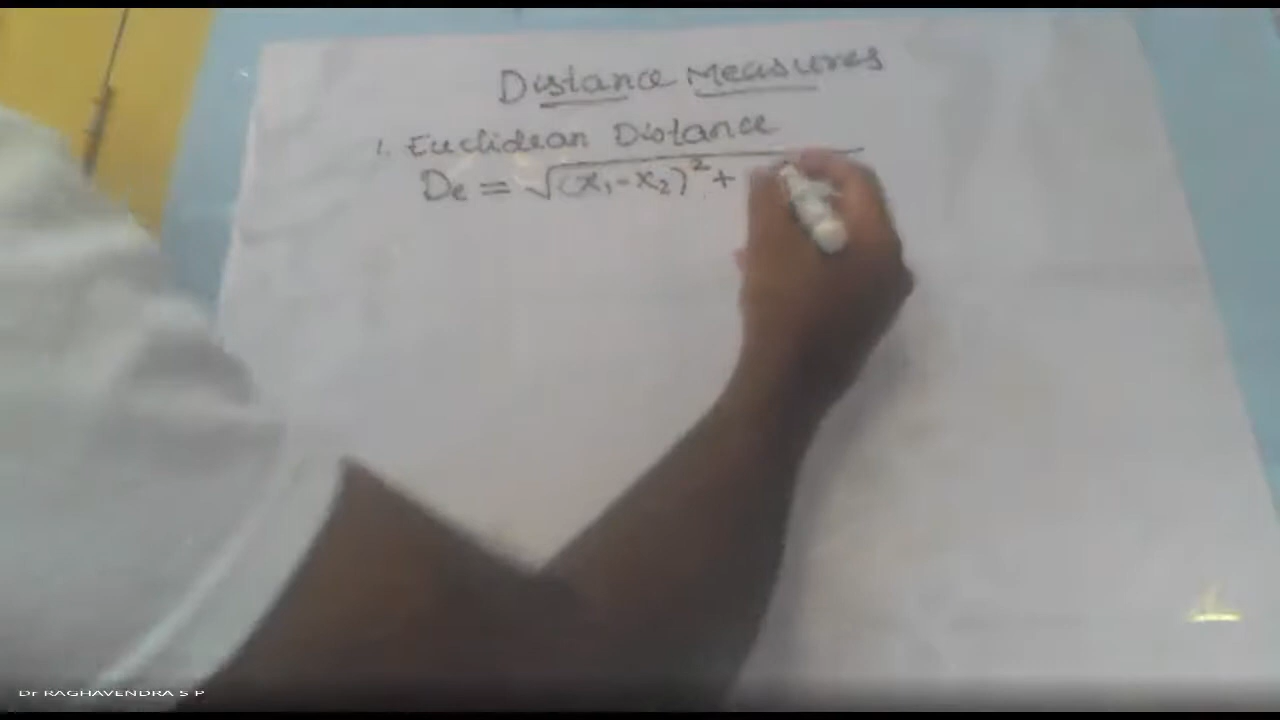 Distance Measures
1. Euclidean Distance
De = √(x₁-x₂)² +
Dr RAGHAVENDRA S P